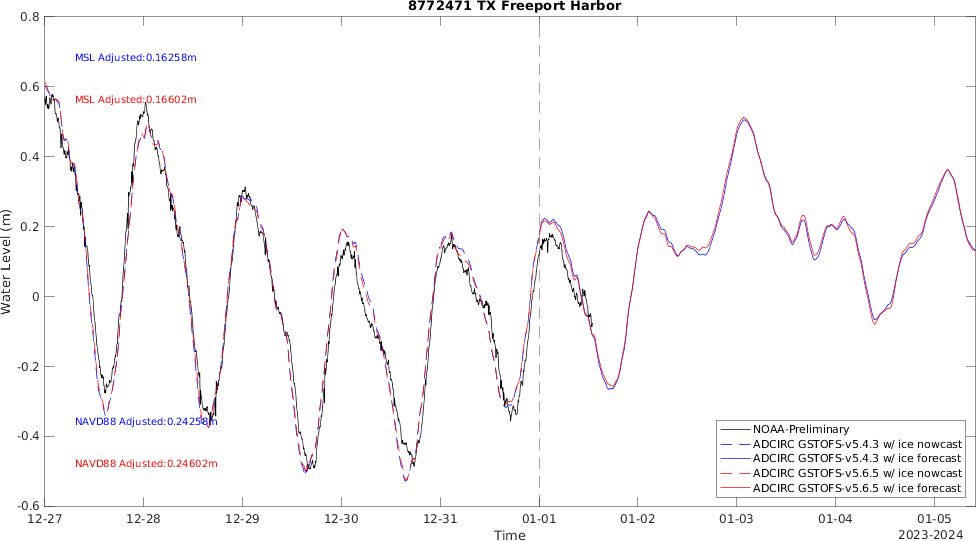 8772471 TX Freeport Harbor
0.8
0.6
0.4
0.2
0
-0.2
-0.4
-0.6
Water Level (m)
MSL Adjusted:0.16258m
MSL Adjusted:0.16602m
NAVD88 Adjusted:0.24258m
NAVD88 Adjusted:0.24602m
NOAA-Preliminary
ADCIRC GSTOFS-v5.4.3 w/ ice nowcast
ADCIRC GSTOFS-v5.4.3 w/ ice forecast
ADCIRC GSTOFS-v5.6.5 w/ ice nowcast
ADCIRC GSTOFS-v5.6.5 w/ ice forecast
12-27 12-28 12-29 12-30 12-31 01-01 01-02 01-03 01-04 01-05
Time
2023-2024